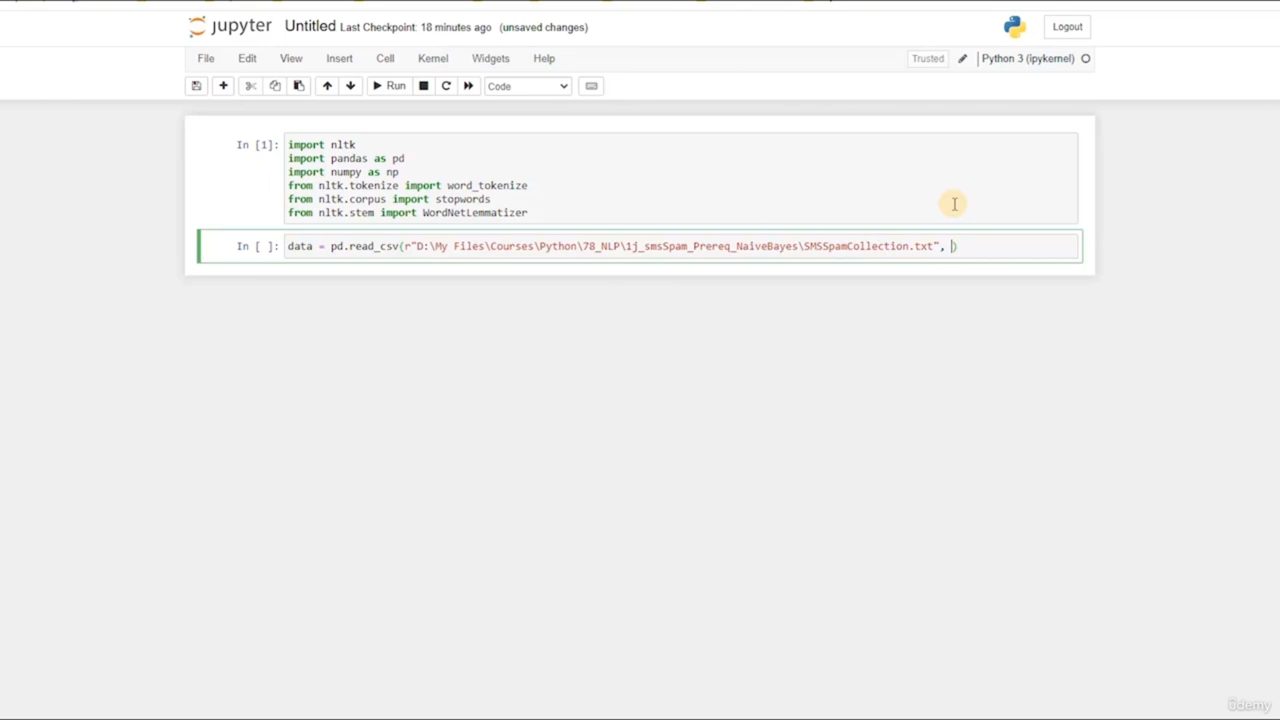 jupyter Untitled Last Checkpoint: 18 minutes ago (unsaved changes) Logout
File Edit View Insert Cell Kernel Widgets Help Trusted Python 3 (ipykernel)
Run Code
In [1]: import nltk
import pandas as pd
import numpy as np
from nltk.tokenize import word_tokenize
from nltk.corpus import stopwords
from nltk.stem import WordNetLemmatizer
In [ ]: data = pd.read_csv(r"D:\My Files\Courses\Python\78_NLP\1j_smsSpam_Prereq_NaiveBayes\SMSSpamCollection.txt", )
ûdemy